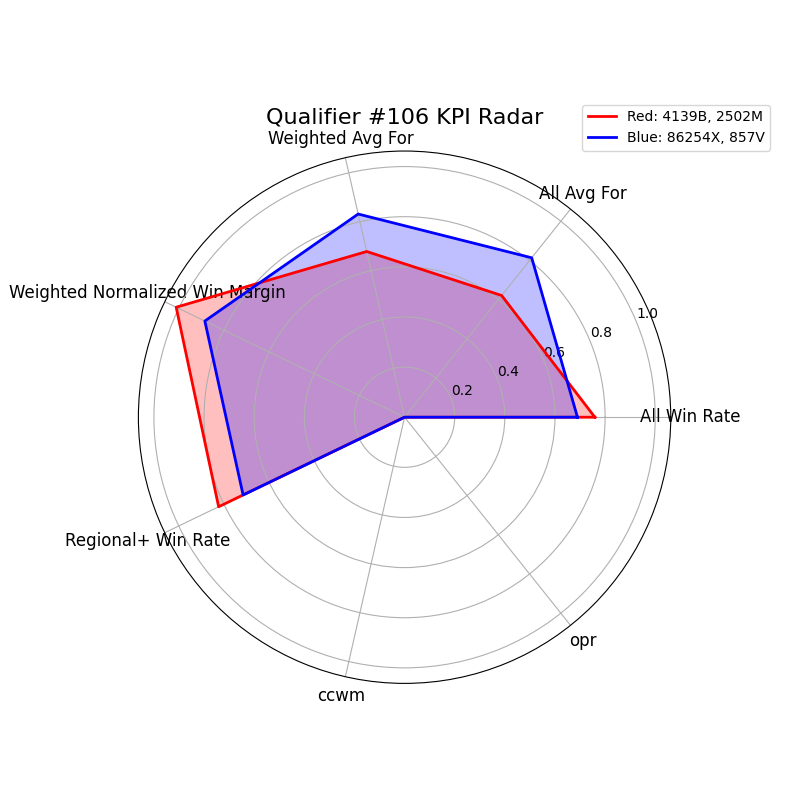 Qualifier #106 KPI Radar
Red: 4139B, 2502M
Blue: 86254X, 857V
Weighted Avg For
All Avg For
Weighted Normalized Win Margin
1.0
0.8
0.6
0.4
0.2
All Win Rate
Regional+ Win Rate
opr
ccwm